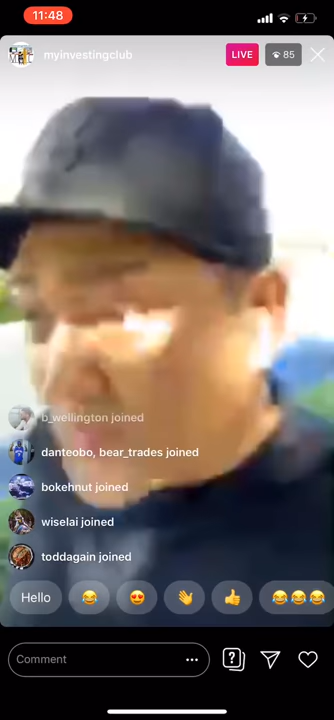 11:48
myinvestingclub
LIVE
85
b_wellington joined
danteobo, bear_trades joined
bokehnut joined
wiselai joined
toddagain joined
Hello
Comment